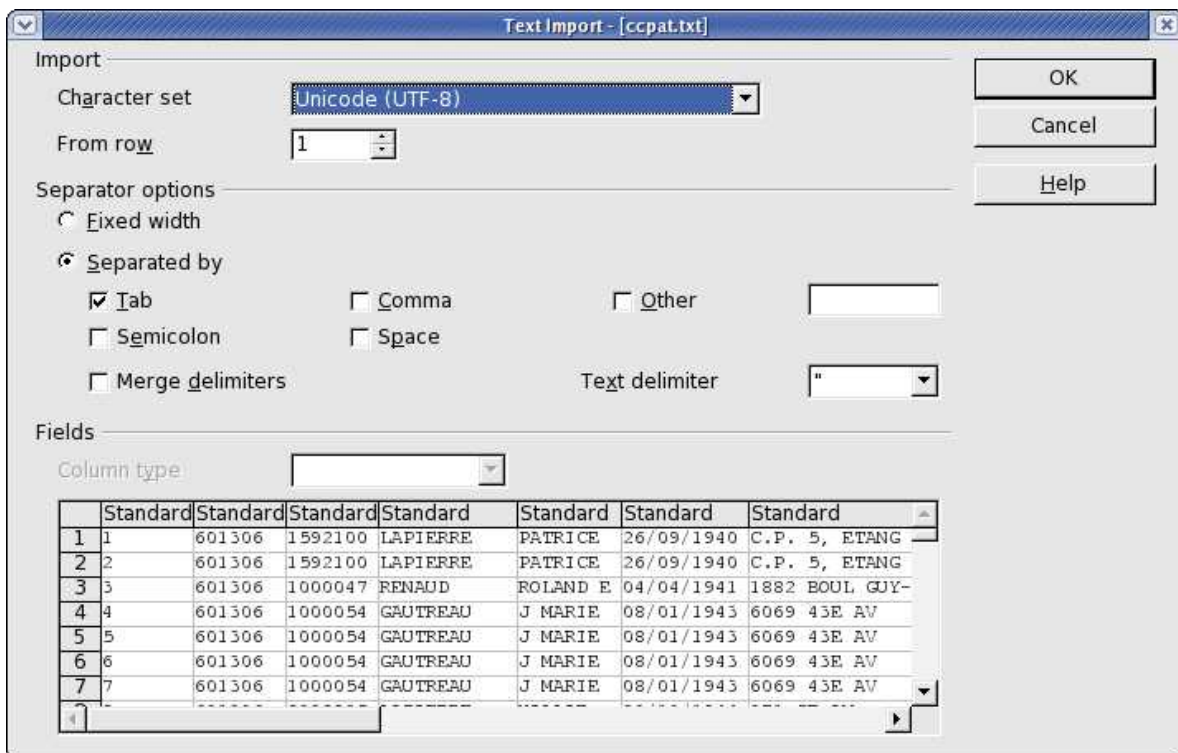 Text Import - [ccpat.txt]
Import
OK
Character set Unicode (UTF-8)
Cancel
From row 1
Help
Separator options
Fixed width
Separated by
Tab Comma Other
Semicolon Space
Merge delimiters Text delimiter "
Fields
Column type
Standard Standard Standard Standard Standard Standard Standard
1 1 601306 1592100 LAPIERRE PATRICE 26/09/1940 C.P. 5, ETANG
2 2 601306 1592100 LAPIERRE PATRICE 26/09/1940 C.P. 5, ETANG
3 3 601306 1000047 RENAUD ROLAND E 04/04/1941 1882 BOUL GUY-
4 4 601306 1000054 GAUTREAU J MARIE 08/01/1943 6069 43E AV
5 5 601306 1000054 GAUTREAU J MARIE 08/01/1943 6069 43E AV
6 6 601306 1000054 GAUTREAU J MARIE 08/01/1943 6069 43E AV
7 7 601306 1000054 GAUTREAU J MARIE 08/01/1943 6069 43E AV